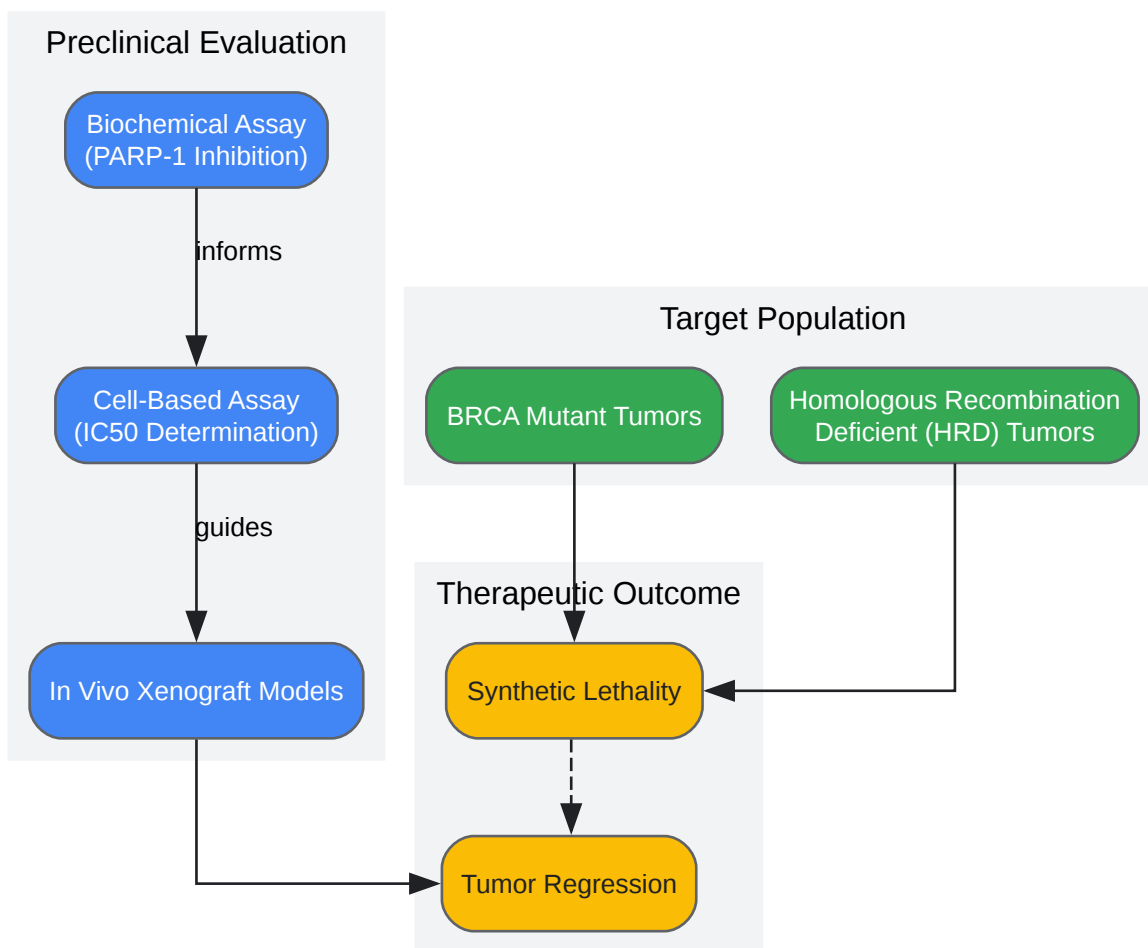 Preclinical Evaluation
Biochemical Assay
(PARP-1 Inhibition)
informs
Cell-Based Assay
(IC50 Determination)
guides
In Vivo Xenograft Models
Target Population
BRCA Mutant Tumors
Homologous Recombination
Deficient (HRD) Tumors
Therapeutic Outcome
Synthetic Lethality
Tumor Regression